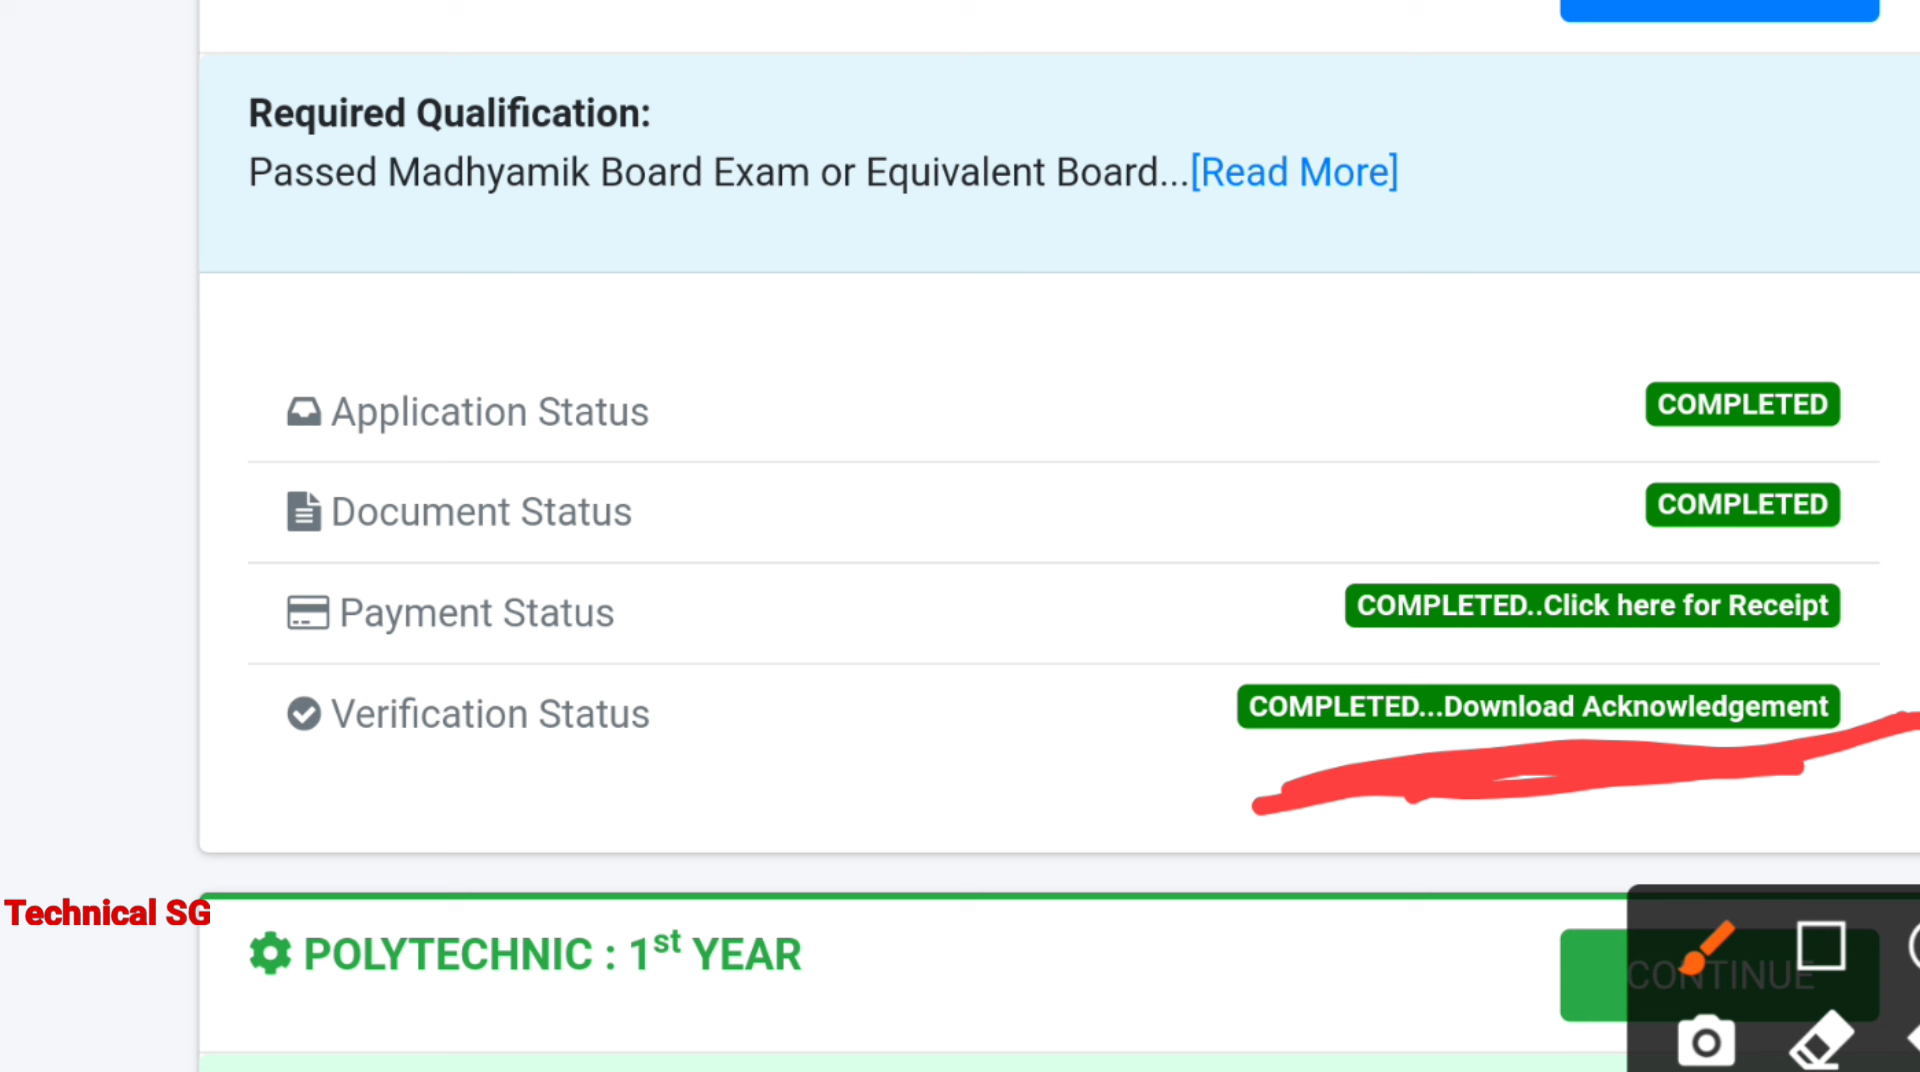 Required Qualification:
Passed Madhyamik Board Exam or Equivalent Board...[Read More]
Application Status
COMPLETED
Document Status
COMPLETED
Payment Status
COMPLETED..Click here for Receipt
Verification Status
COMPLETED...Download Acknowledgement
Technical SG
POLYTECHNIC : 1st YEAR
CONTINUE